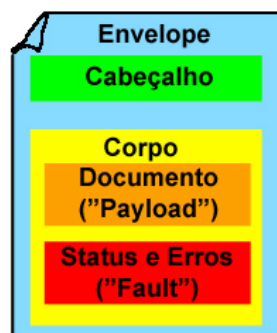 Envelope
Cabeçalho
Corpo
Documento
(”Payload”)
Status e Erros
(”Fault”)